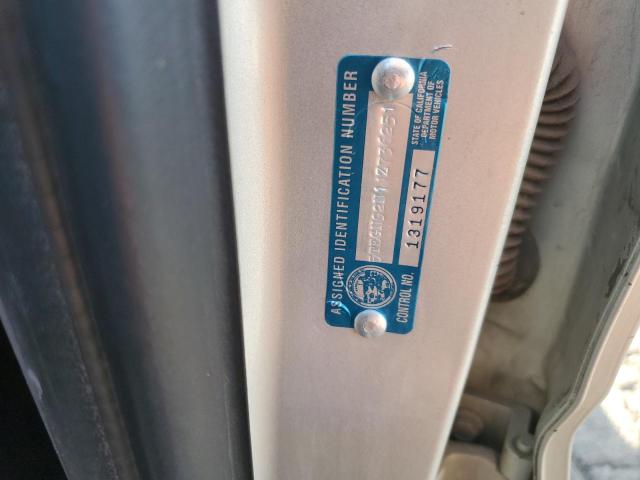 ASSIGNED IDENTIFICATION NUMBER
STATE OF CALIFORNIA
DEPARTMENT OF
MOTOR VEHICLES
CONTROL NO. 1319177